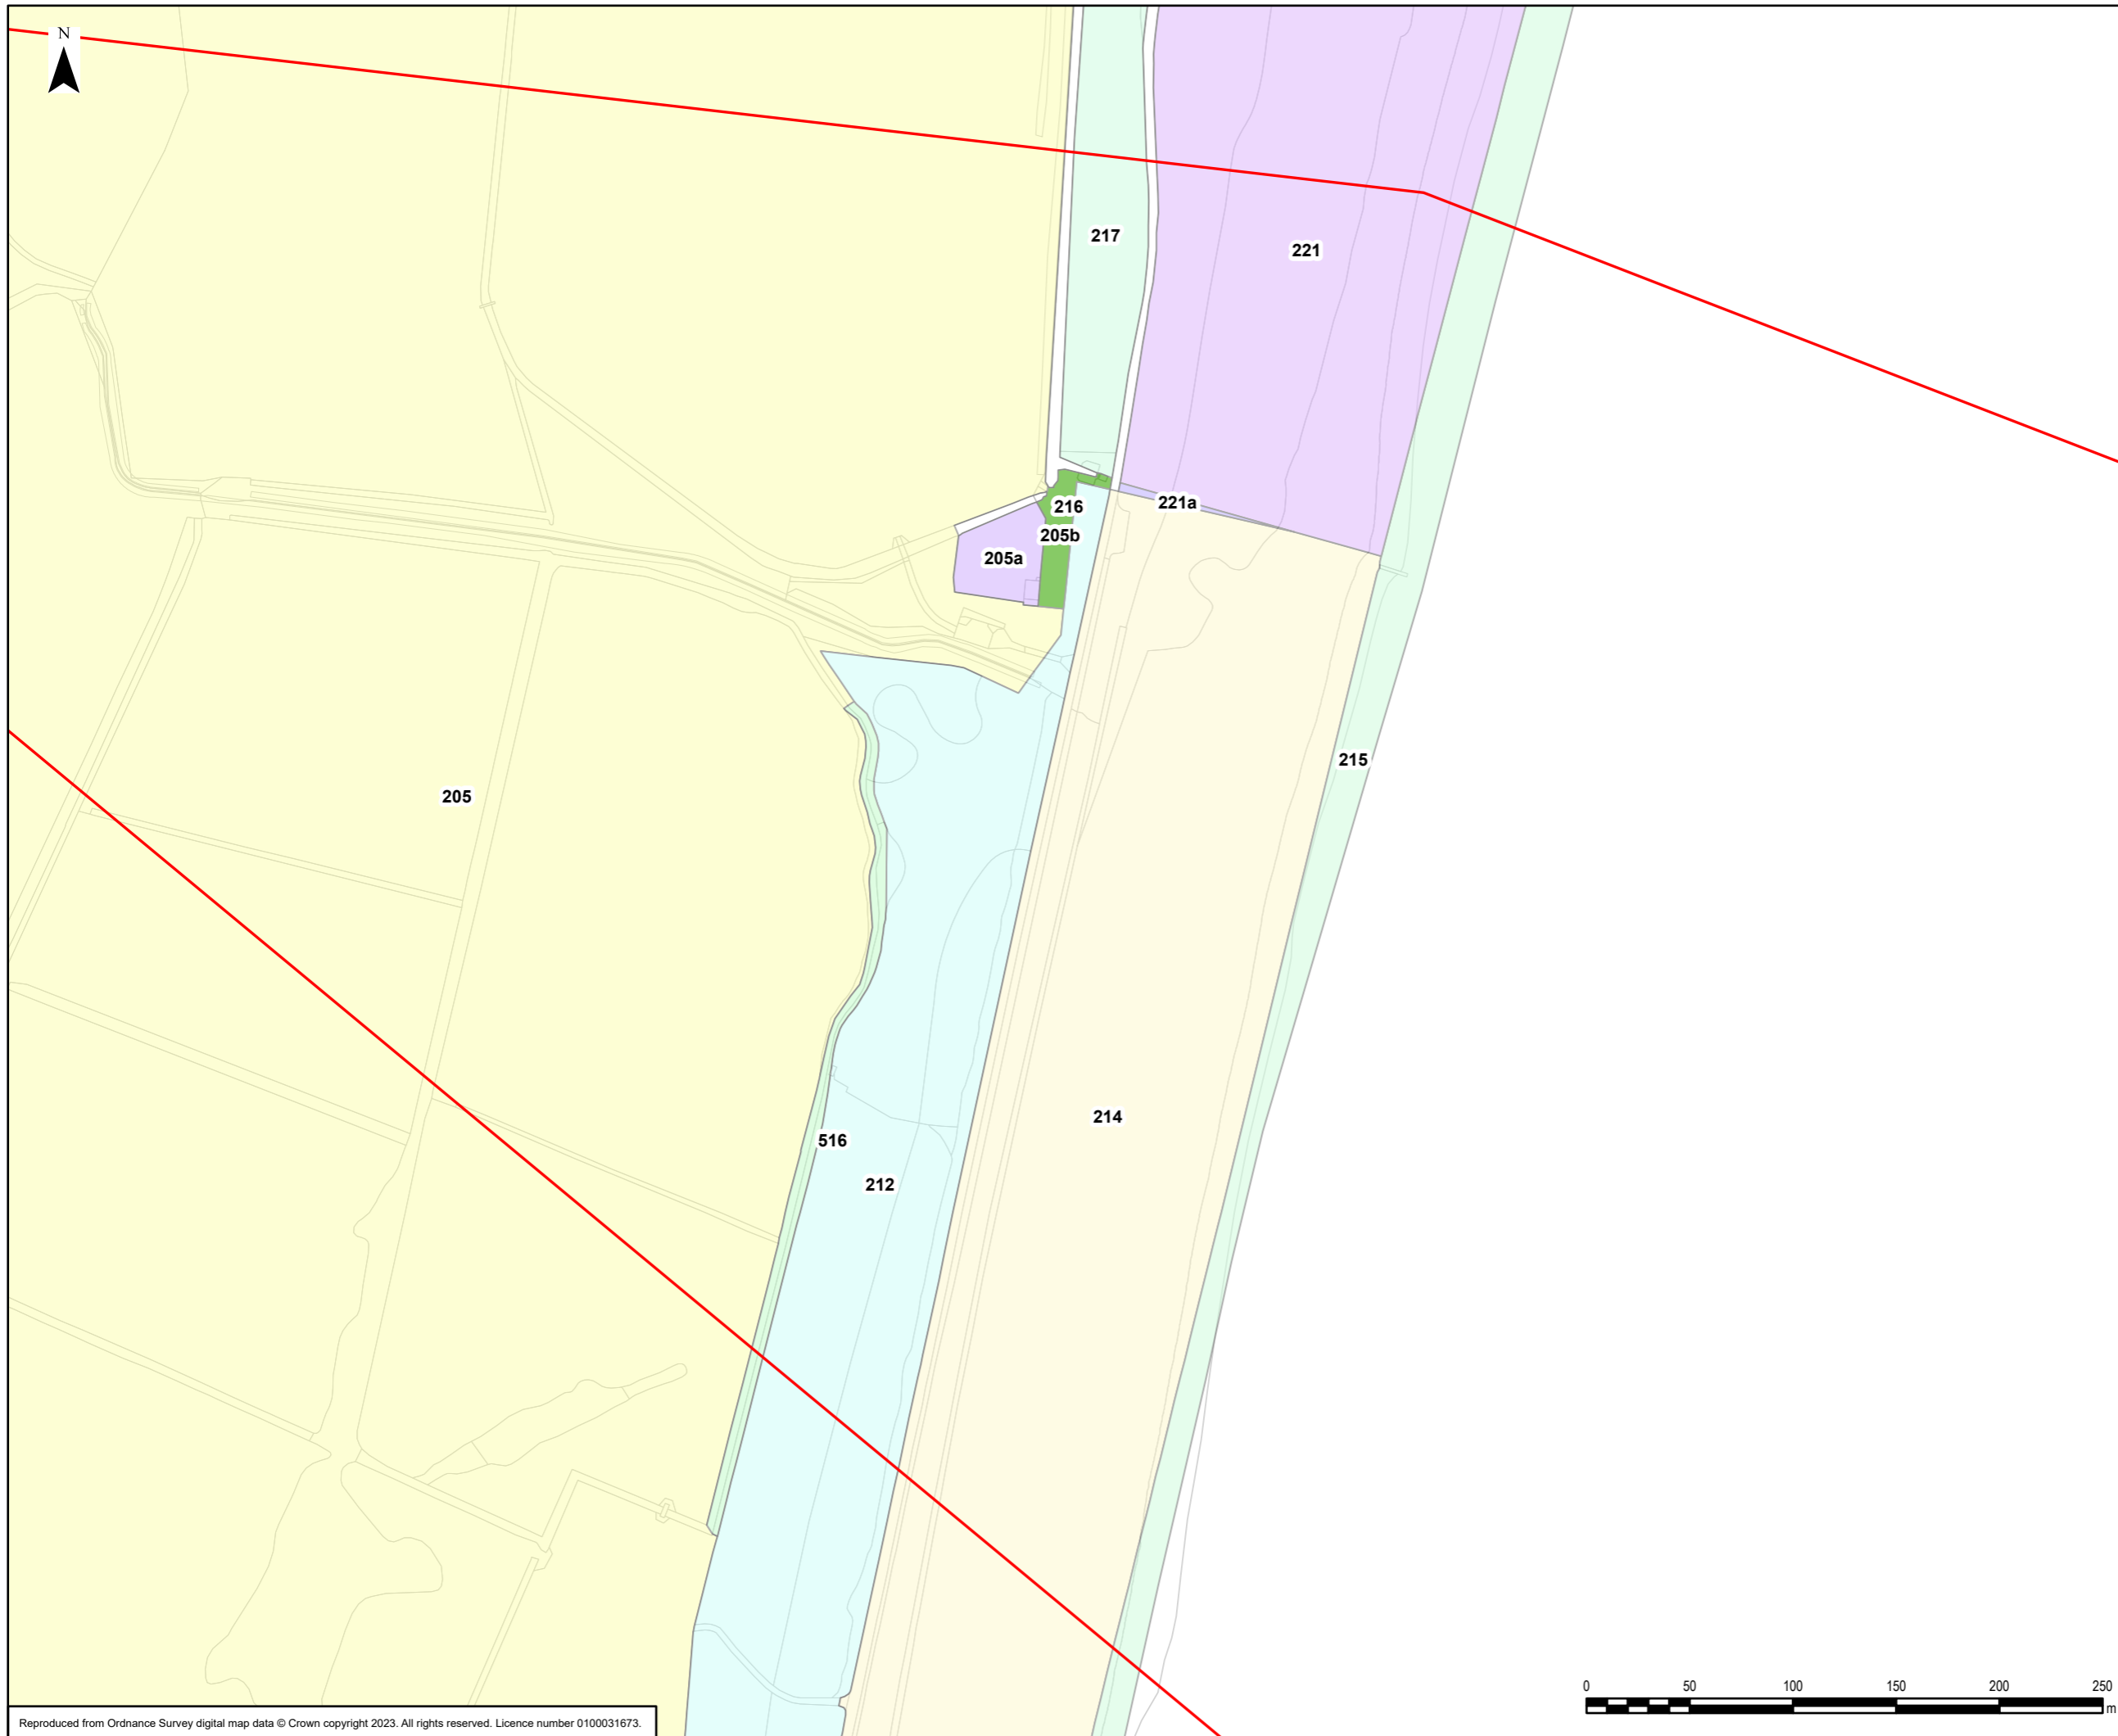 N
217
221
216
221a
205b
205a
215
205
214
516
212
0 50 100 150 200 250
m
Reproduced from Ordnance Survey digital map data © Crown copyright 2023. All rights reserved. Licence number 0100031673.